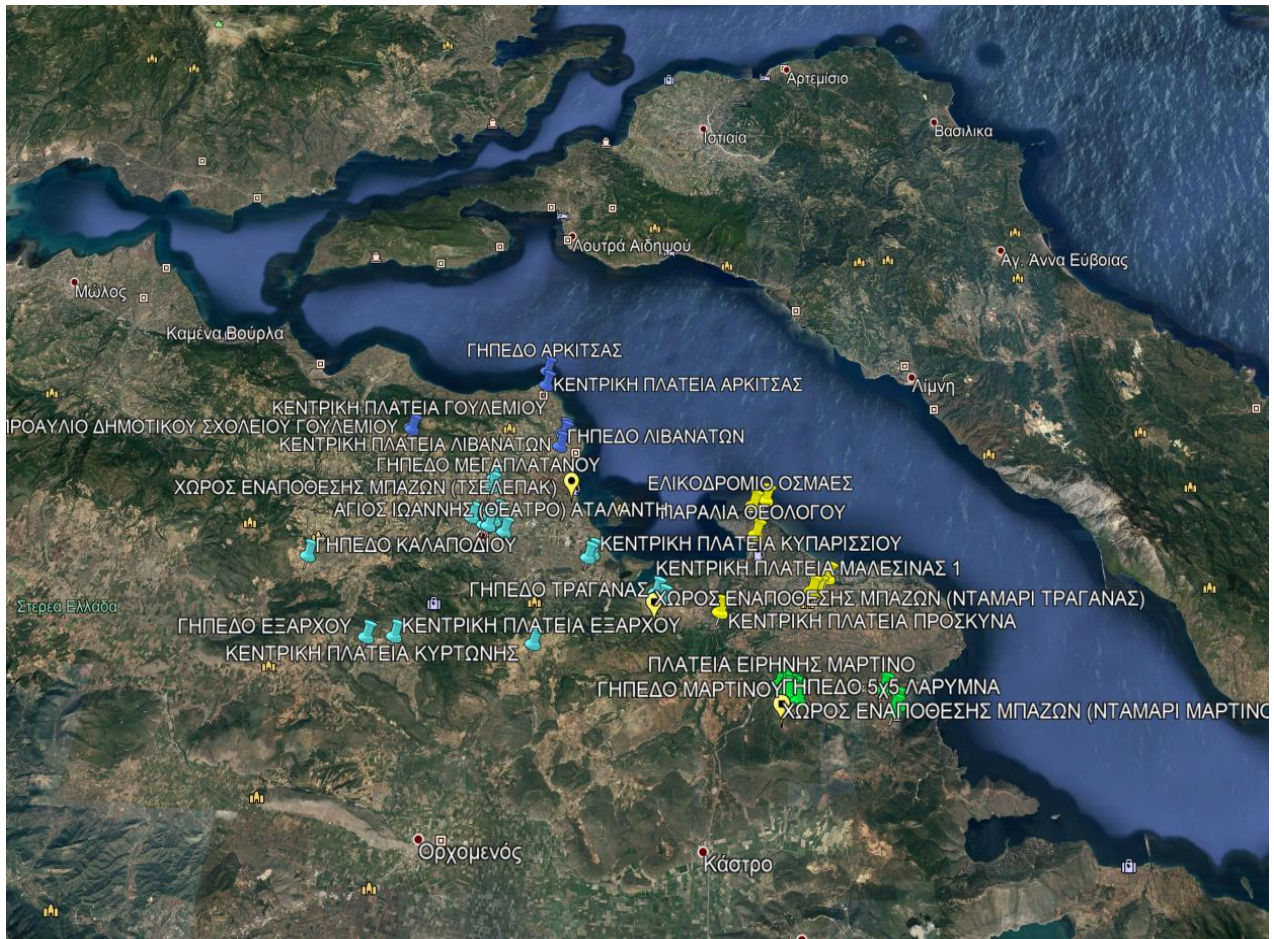 Αρτεμίσιο
Βασιλικα
Ιστιαία
Λουτρά Αιδηψού
Αγ. Άννα Εύβοιας
Μώλος
Καμένα Βούρλα
ΓΗΠΕΔΟ ΑΡΚΙΤΣΑΣ
ΚΕΝΤΡΙΚΗ ΠΛΑΤΕΙΑ ΑΡΚΙΤΣΑΣ
Λίμνη
ΚΕΝΤΡΙΚΗ ΠΛΑΤΕΙΑ ΓΟΥΛΕΜΙΟΥ
ΠΡΟΑΥΛΙΟ ΔΗΜΟΤΙΚΟΥ ΣΧΟΛΕΙΟΥ ΓΟΥΛΕΜΙΟΥ
ΚΕΝΤΡΙΚΗ ΠΛΑΤΕΙΑ ΛΙΒΑΝΑΤΩΝ
ΓΗΠΕΔΟ ΛΙΒΑΝΑΤΩΝ
ΓΗΠΕΔΟ ΜΕΓΑΠΛΑΤΑΝΟΥ
ΧΩΡΟΣ ΕΝΑΠΟΘΕΣΗΣ ΜΠΑΖΩΝ (ΤΣΕΛΕΠΑΚ)
ΕΛΙΚΟΔΡΟΜΙΟ ΟΣΜΑΕΣ
ΑΓΙΟΣ ΙΩΑΝΝΗΣ (ΘΕΑΤΡΟ) ΑΤΑΛΑΝΤΗ
ΠΑΡΑΛΙΑ ΘΕΟΛΟΓΟΥ
ΓΗΠΕΔΟ ΚΑΛΑΠΟΔΙΟΥ
ΚΕΝΤΡΙΚΗ ΠΛΑΤΕΙΑ ΚΥΠΑΡΙΣΣΙΟΥ
ΚΕΝΤΡΙΚΗ ΠΛΑΤΕΙΑ ΜΑΛΕΣΙΝΑΣ 1
ΓΗΠΕΔΟ ΤΡΑΓΑΝΑΣ
ΧΩΡΟΣ ΕΝΑΠΟΘΕΣΗΣ ΜΠΑΖΩΝ (ΝΤΑΜΑΡΙ ΤΡΑΓΑΝΑΣ)
Στερεά Ελλάδα
ΚΕΝΤΡΙΚΗ ΠΛΑΤΕΙΑ ΠΡΟΣΚΥΝΑ
ΓΗΠΕΔΟ ΕΞΑΡΧΟΥ
ΚΕΝΤΡΙΚΗ ΠΛΑΤΕΙΑ ΕΞΑΡΧΟΥ
ΚΕΝΤΡΙΚΗ ΠΛΑΤΕΙΑ ΚΥΡΤΩΝΗΣ
ΠΛΑΤΕΙΑ ΕΙΡΗΝΗΣ ΜΑΡΤΙΝΟ
ΓΗΠΕΔΟ ΜΑΡΤΙΝΟΥ
ΓΗΠΕΔΟ 5χ5 ΛΑΡΥΜΝΑ
ΧΩΡΟΣ ΕΝΑΠΟΘΕΣΗΣ ΜΠΑΖΩΝ (ΝΤΑΜΑΡΙ ΜΑΡΤΙΝΟ
Ορχομενός
Κάστρο